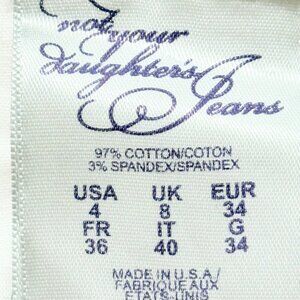 not your
daughter's Jeans
97% COTTON/COTON
3% SPANDEX/SPANDEX
USA UK EUR
4 8 34
FR IT G
36 40 34
MADE IN U.S.A./
FABRIQUE AUX
ETATS-UNIS